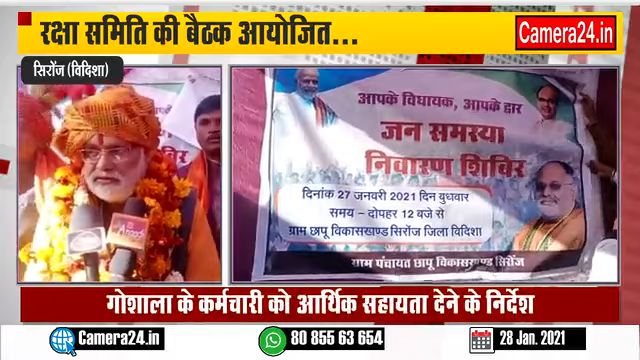 रक्षा समिति की बैठक आयोजित...
Camera24.in
सिरोंज (विदिशा)
आपके विधायक, आपके द्वार
जन समस्या
निवारण शिविर
दिनांक 27 जनवरी 2021 दिन बुधवार
समय – दोपहर 12 बजे से
ग्राम छापू विकासखण्ड सिरोंज जिला विदिशा
ग्राम पंचायत छापू विकासखण्ड सिरोंज
गोशाला के कर्मचारी को आर्थिक सहायता देने के निर्देश
Camera24.in
80 855 63 654
28 Jan. 2021